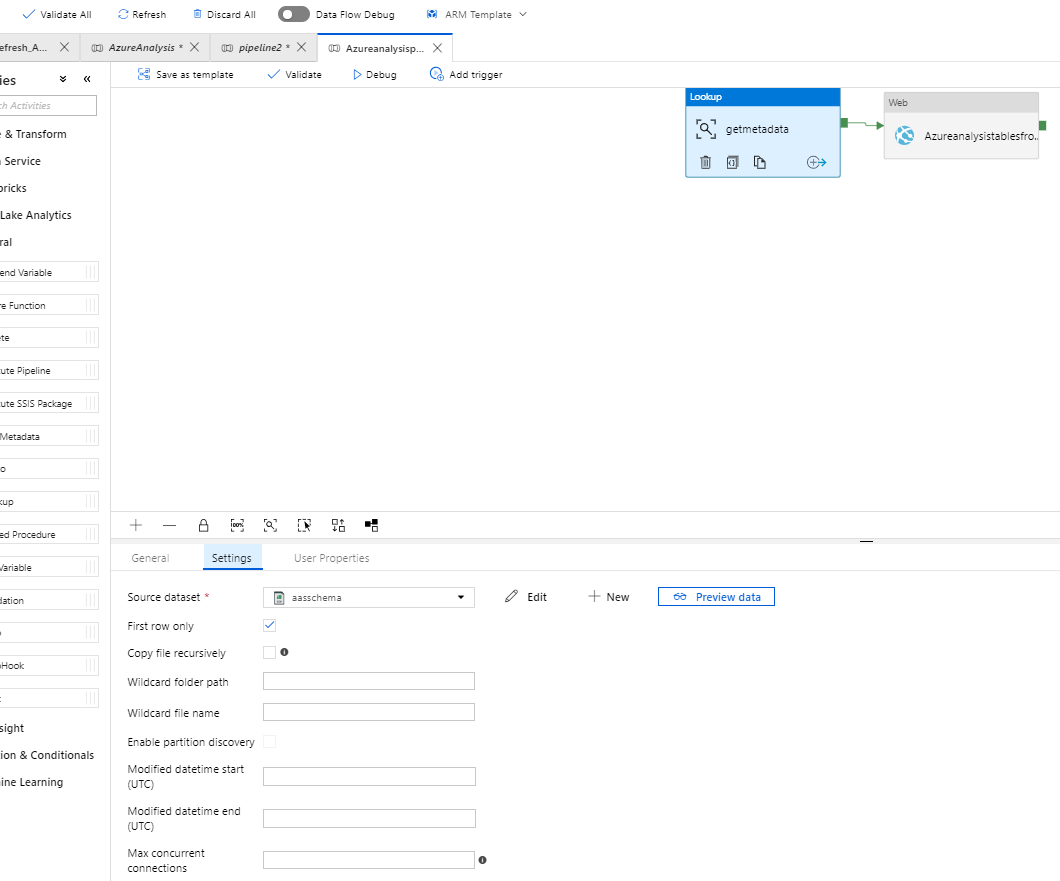 Validate All Refresh Discard All Data Flow Debug ARM Template
efresh_A... AzureAnalysis * pipeline2 * Azureanalysisp...
ies
Save as template Validate Debug Add trigger
ch Activities
e & Transform
Service
bricks
Lake Analytics
ral
end Variable
re Function
ete
ute Pipeline
ute SSIS Package
Metadata
o
kup
ed Procedure
Variable
dation
Hook
t
sight
ion & Conditionals
ine Learning
Lookup
getmetadata
Web
Azureanalysistablesfro...
100%
General Settings User Properties
Source dataset * aasschema Edit New Preview data
First row only
Copy file recursively
Wildcard folder path
Wildcard file name
Enable partition discovery
Modified datetime start
(UTC)
Modified datetime end
(UTC)
Max concurrent
connections